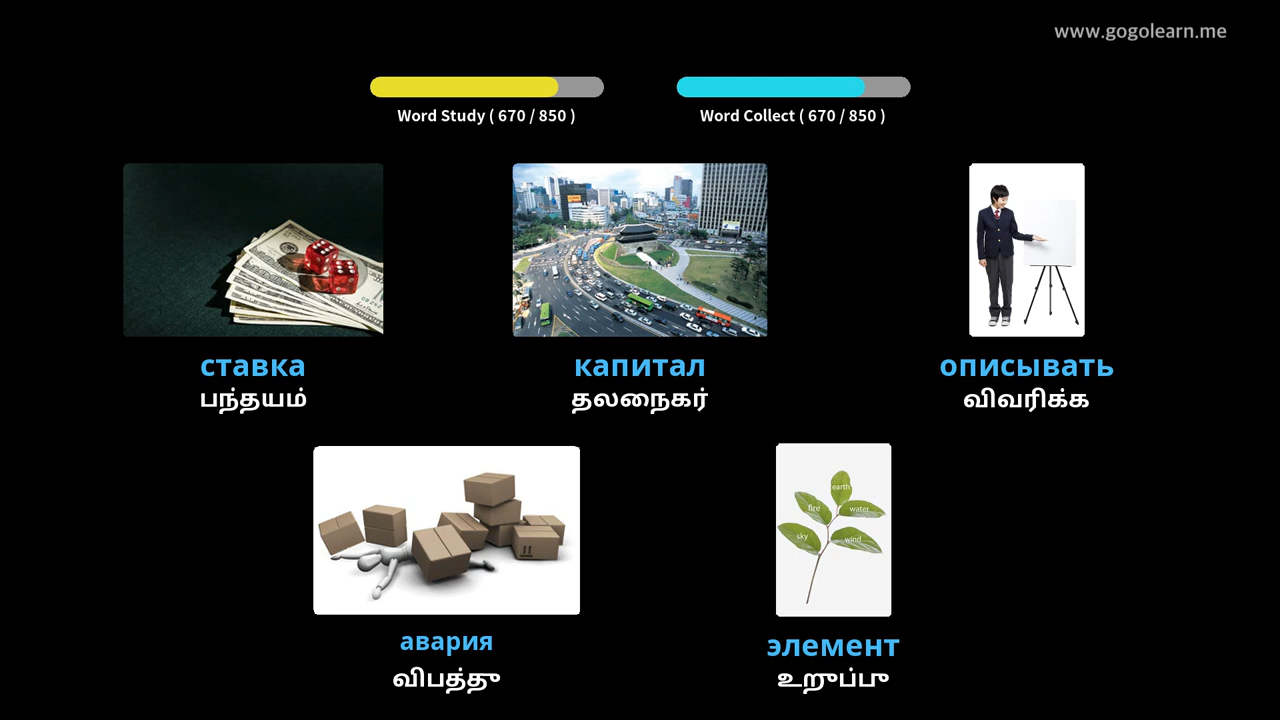 www.gogolearn.me
Word Study ( 670 / 850 )
Word Collect ( 670 / 850 )
ставка
பந்தயம்
капитал
தலைநகர்
описывать
விவரிக்க
earth
fire
water
sky
wind
авария
விபத்து
элемент
உறுப்பு